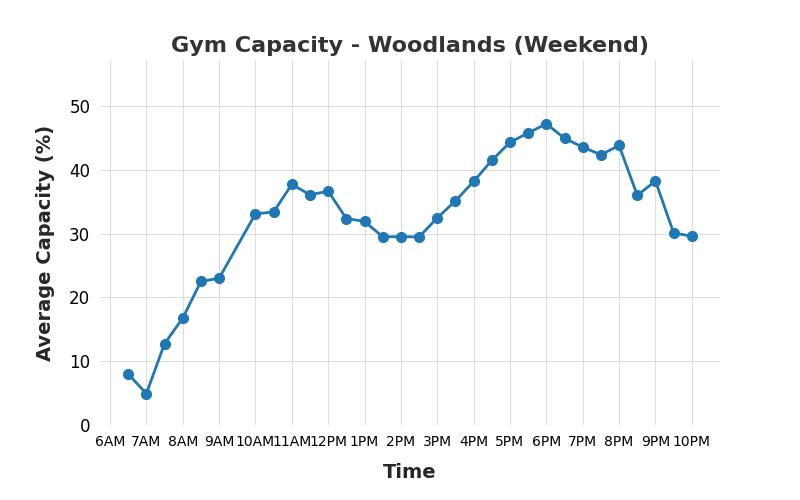 Gym Capacity - Woodlands (Weekend)
Average Capacity (%)
50
40
30
20
10
0
6AM 7AM 8AM 9AM 10AM 11AM 12PM 1PM 2PM 3PM 4PM 5PM 6PM 7PM 8PM 9PM 10PM
Time